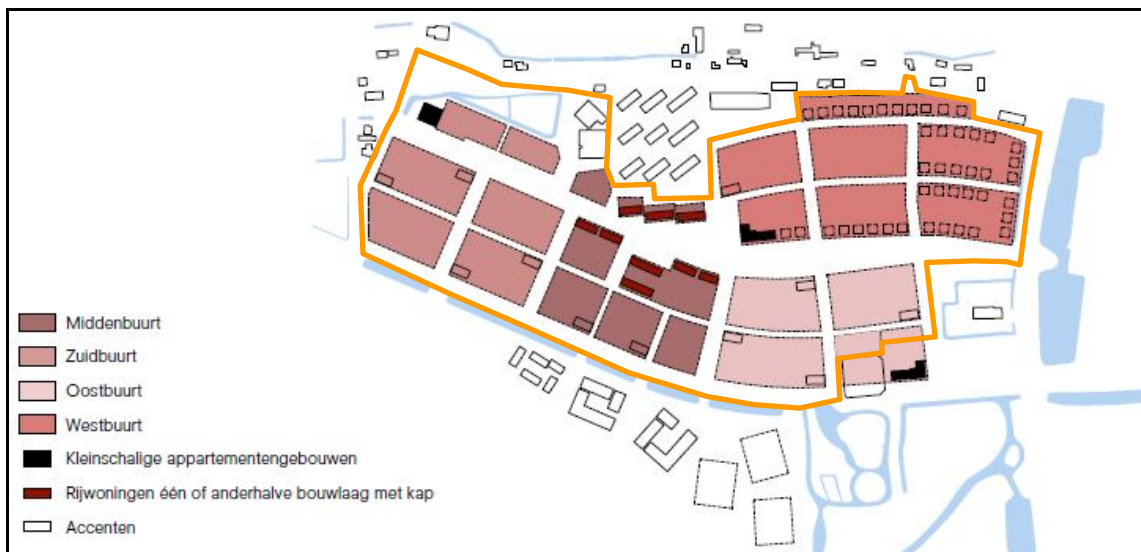 Middenbuurt
Zuidbuurt
Oostbuurt
Westbuurt
Kleinschalige appartementengebouwen
Rijwoningen één of anderhalve bouwlaag met kap
Accenten